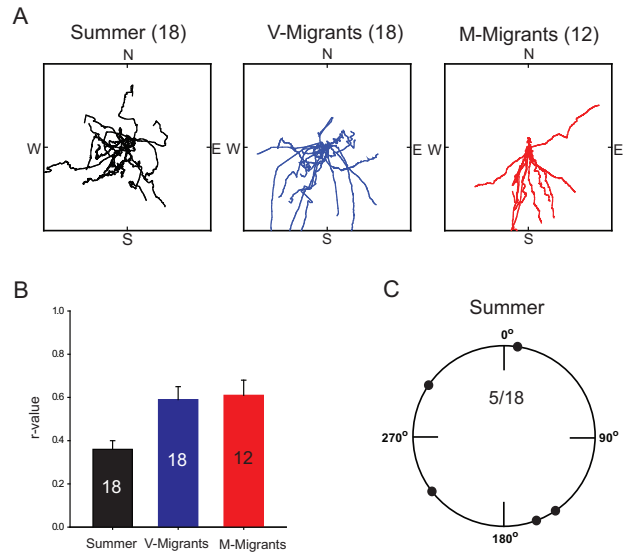 A
Summer (18) V-Migrants (18) M-Migrants (12)
N N N
W E W E W E
S S S
B
1.0
0.8
0.6
0.4
0.2
0.0
r-value
18 18 12
Summer V-Migrants M-Migrants
C
Summer
0°
5/18
270° 90°
180°